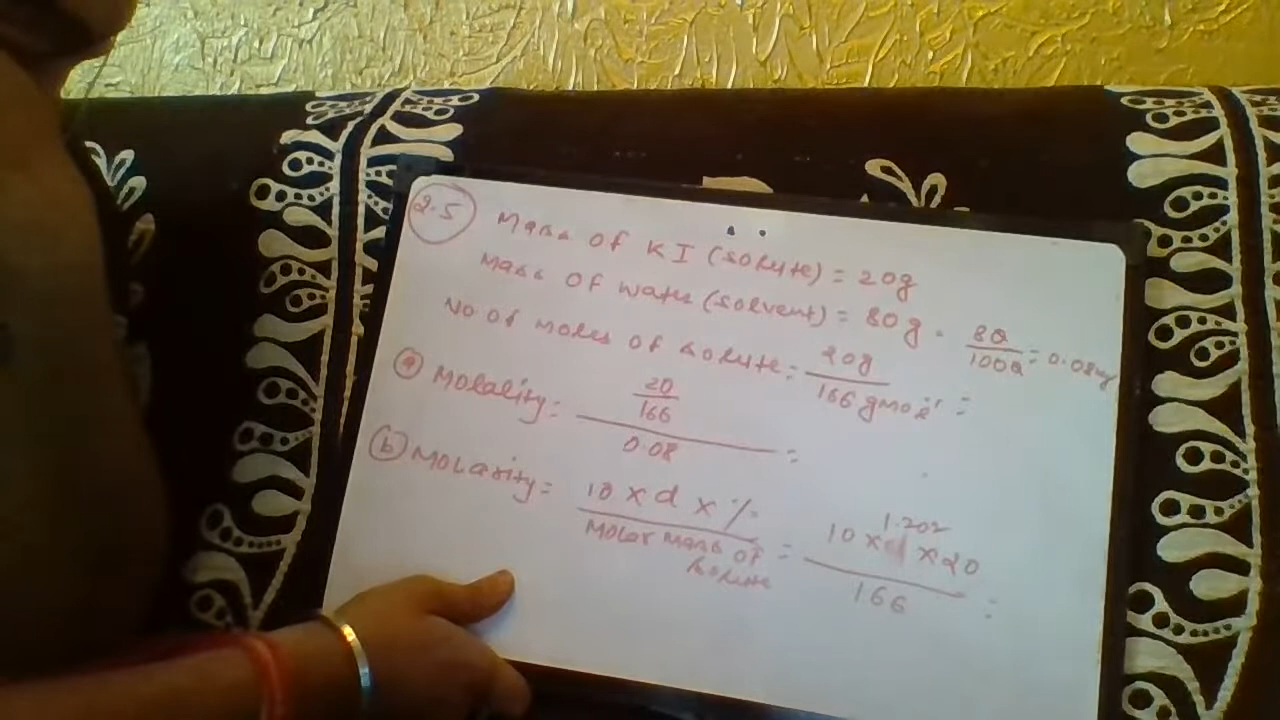 2.5 Mass of KI (solute) = 20g
Mass of water (solvent) = 80g = 80/1000 = 0.08kg
No of moles of solute = 20g/166 gmol⁻¹ =
(a) Molality = 20/166/0.08 =
(b) Molarity = 10 x d x %/Molar mass of solute = 10 x 1.202 x 20/166 =